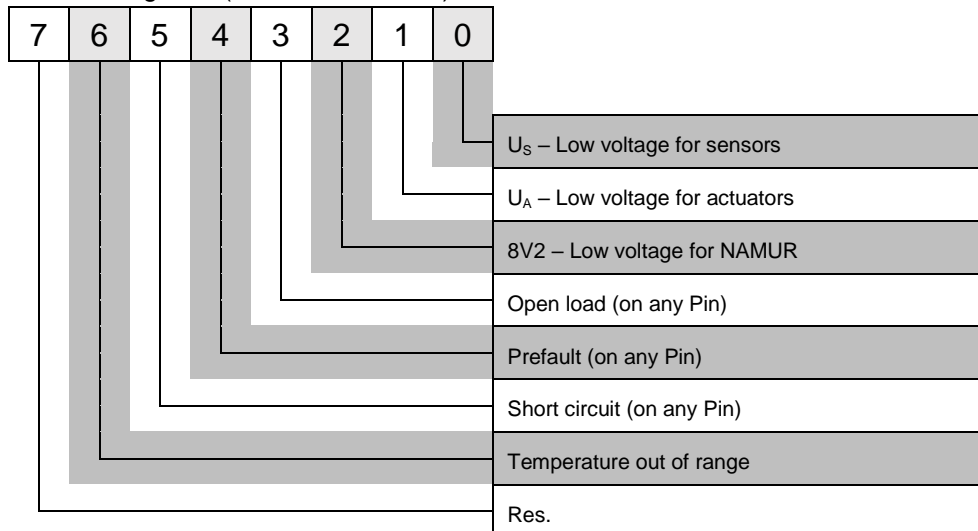 7 6 5 4 3 2 1 0
U_S – Low voltage for sensors
U_A – Low voltage for actuators
8V2 – Low voltage for NAMUR
Open load (on any Pin)
Prefault (on any Pin)
Short circuit (on any Pin)
Temperature out of range
Res.